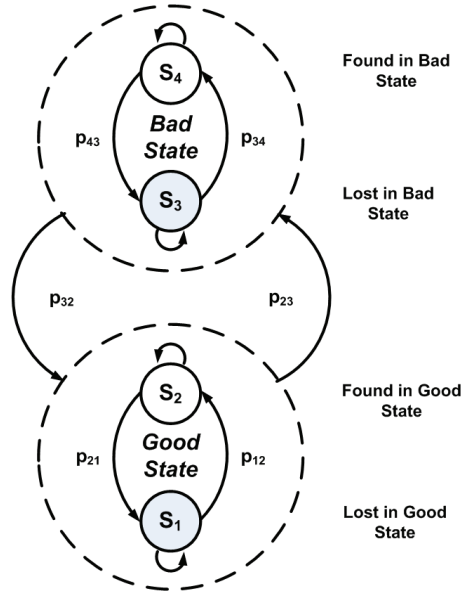 S4
Found in Bad
State
p43
Bad
State
p34
S3
Lost in Bad
State
p32
p23
S2
Found in Good
State
p21
Good
State
p12
S1
Lost in Good
State